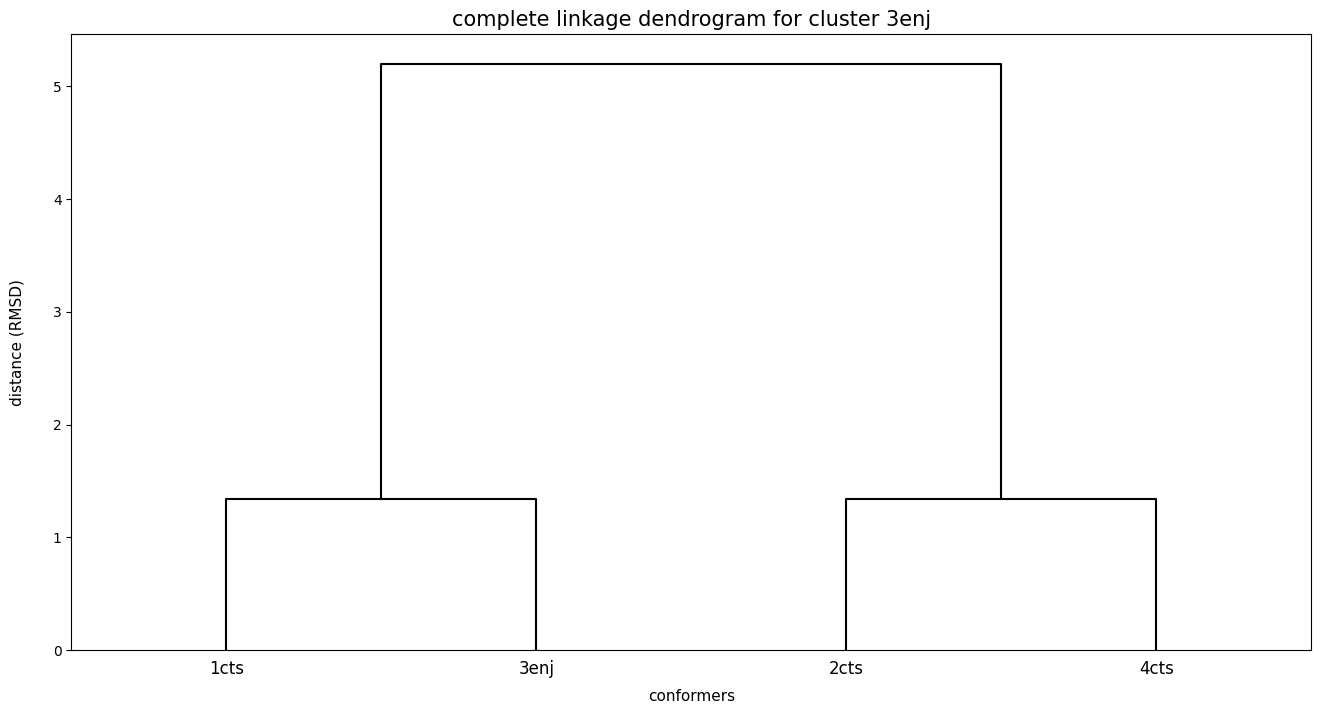 complete linkage dendrogram for cluster 3enj
5
4
3
2
1
0
distance (RMSD)
1cts 3enj 2cts 4cts
conformers